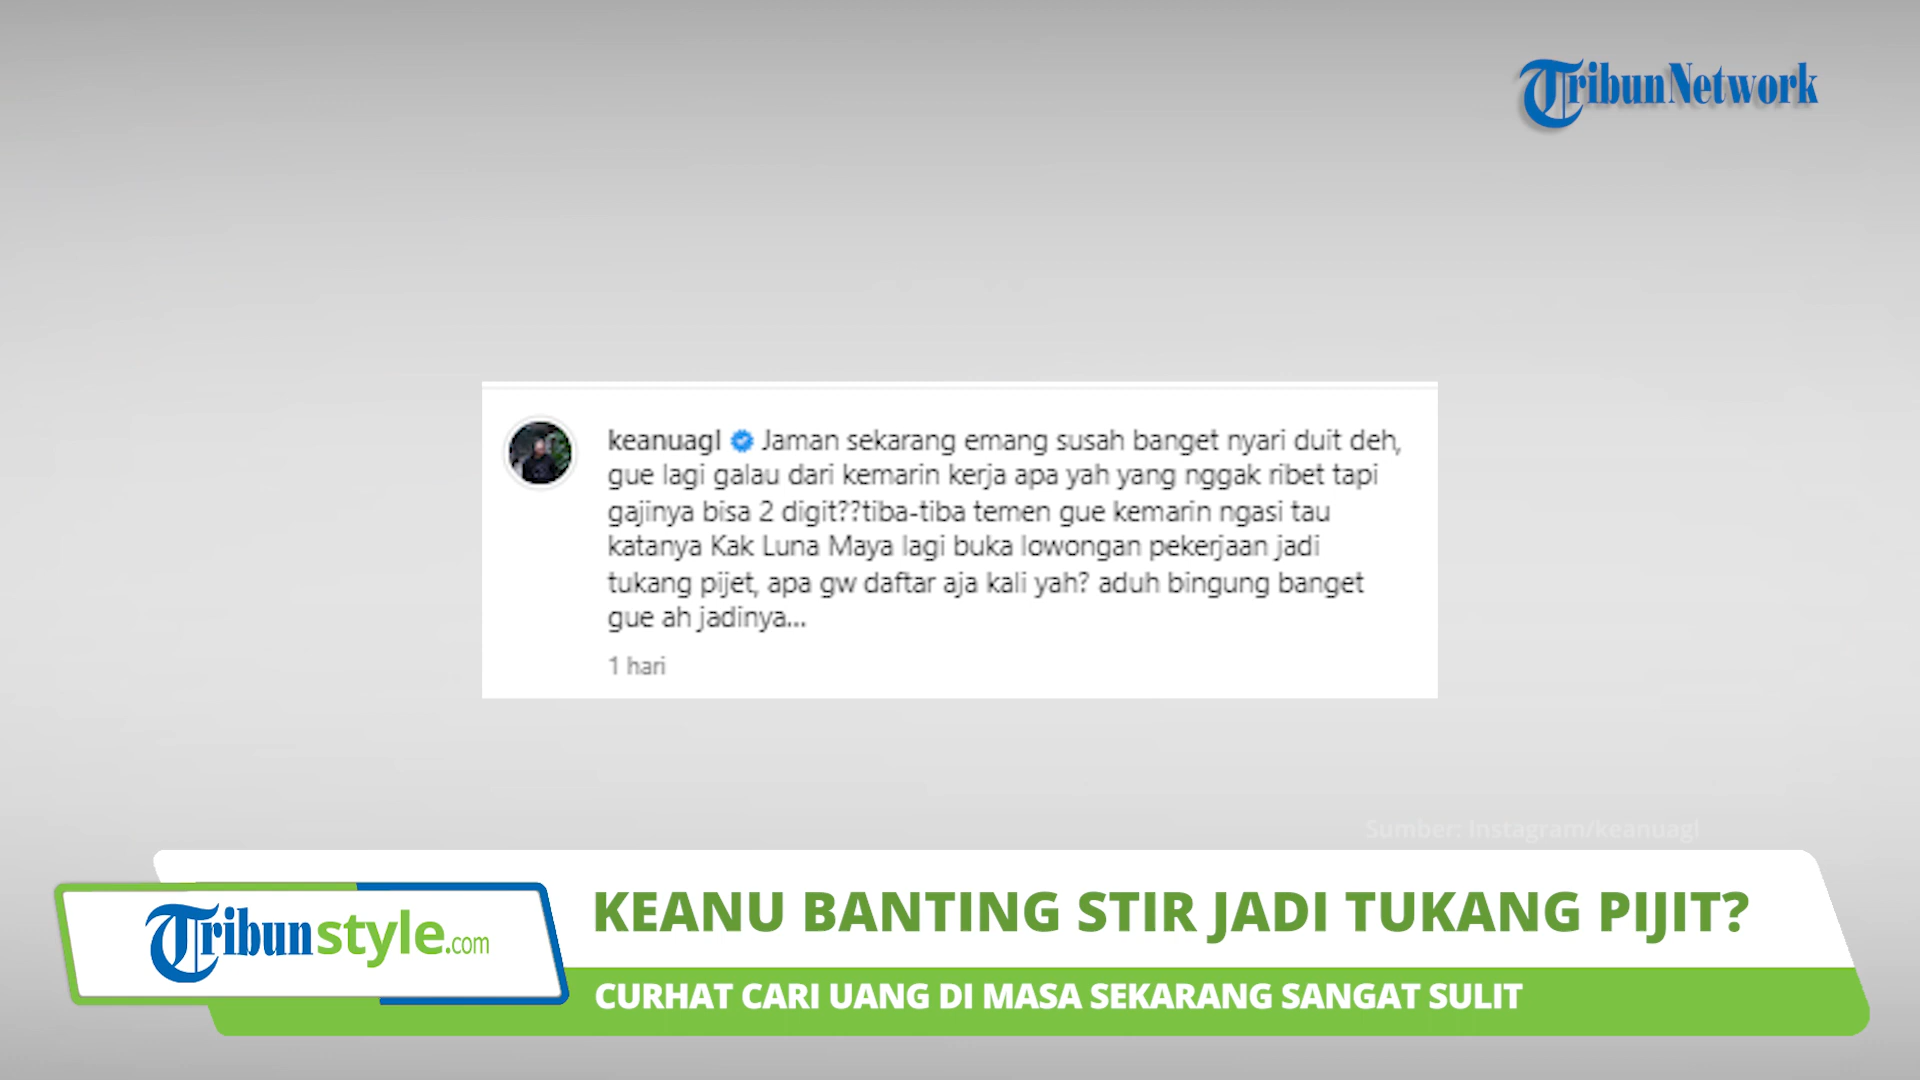 TribunNetwork
keanuagl Jaman sekarang emang susah banget nyari duit deh,
gue lagi galau dari kemarin kerja apa yah yang nggak ribet tapi
gajinya bisa 2 digit??tiba-tiba temen gue kemarin ngasi tau
katanya Kak Luna Maya lagi buka lowongan pekerjaan jadi
tukang pijet, apa gw daftar aja kali yah? aduh bingung banget
gue ah jadinya...
1 hari
Sumber: Instagram/keanuagl
Tribunstyle.com
KEANU BANTING STIR JADI TUKANG PIJIT?
CURHAT CARI UANG DI MASA SEKARANG SANGAT SULIT